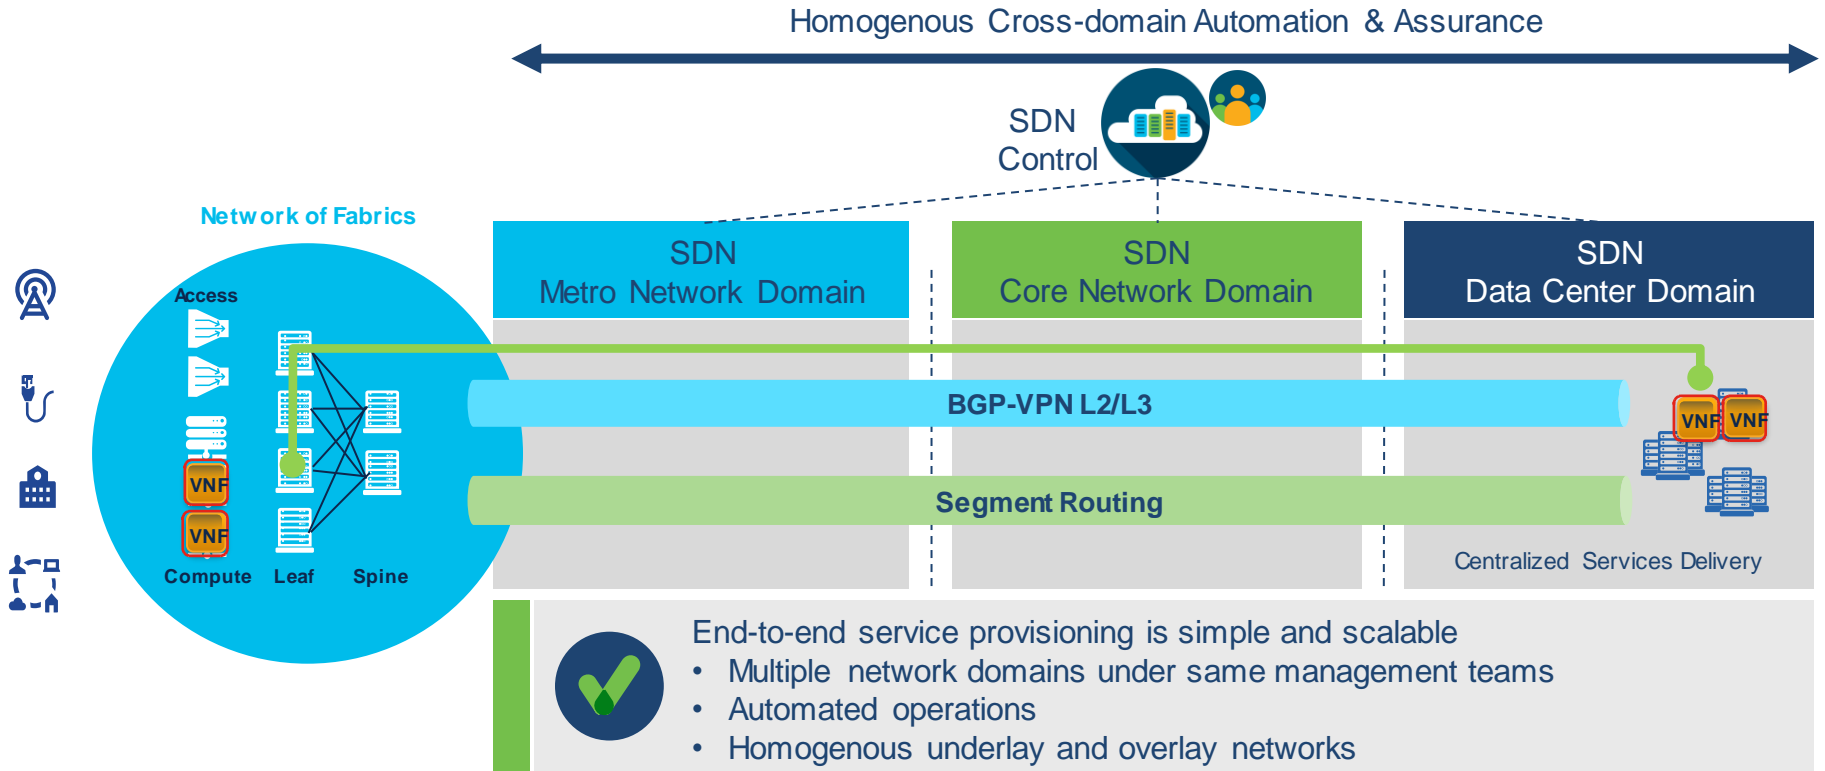 Homogenous Cross-domain Automation & Assurance
SDN
Control
Network of Fabrics
SDN
Metro Network Domain
SDN
Core Network Domain
SDN
Data Center Domain
Access
BGP-VPN L2/L3
VNF
VNF
VNF
Segment Routing
VNF
Centralized Services Delivery
Compute
Leaf
Spine
End-to-end service provisioning is simple and scalable
• Multiple network domains under same management teams
• Automated operations
• Homogenous underlay and overlay networks